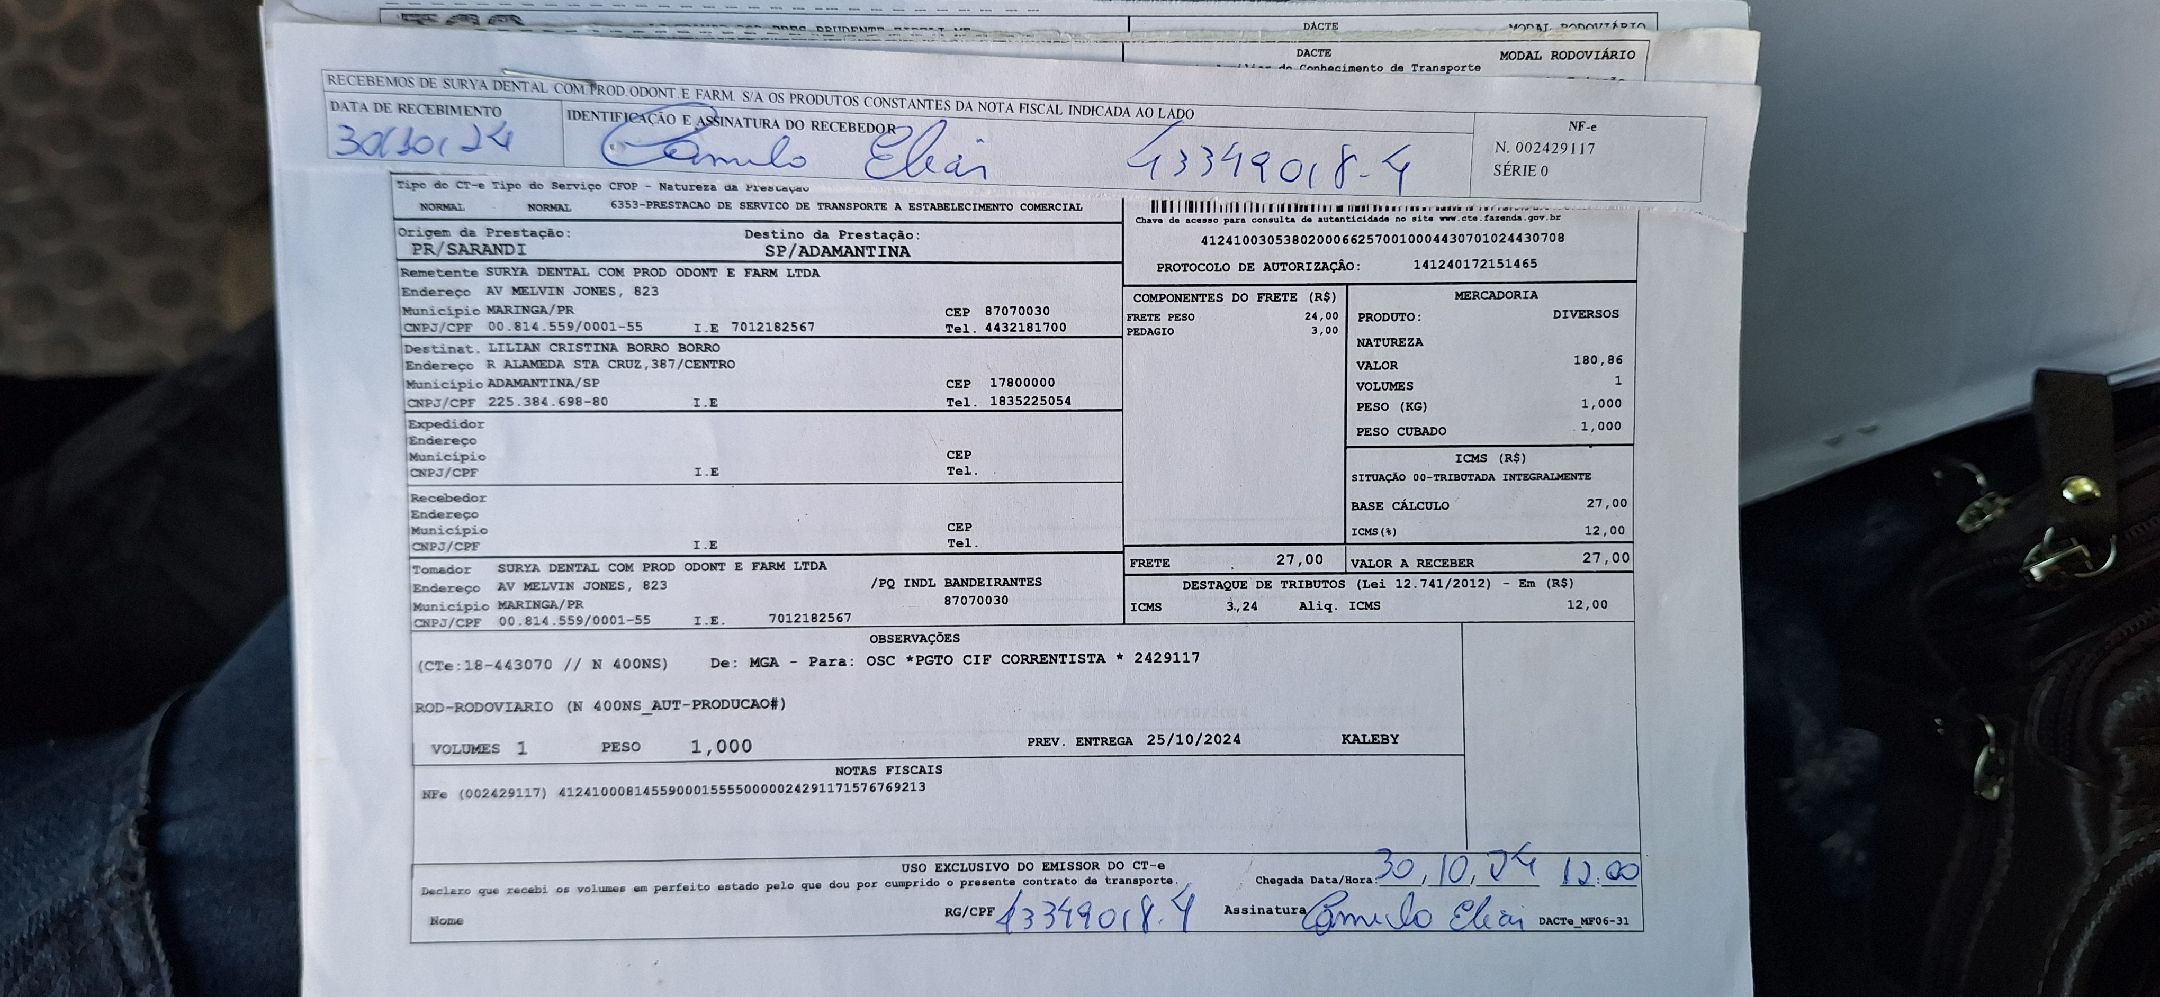 DACTE MODAL RODOVIÁRIO
DACTE MODAL RODOVIÁRIO
Conhecimento de Transporte
RECEBEMOS DE SURYA DENTAL COM PROD.ODONT.E FARM. S/A OS PRODUTOS CONSTANTES DA NOTA FISCAL INDICADA AO LADO
DATA DE RECEBIMENTO IDENTIFICAÇÃO E ASSINATURA DO RECEBEDOR NF-e
30/10/24 43349018-4 N. 002429117
SÉRIE 0
Tipo do CT-e Tipo do Serviço CFOP - Natureza da Prestação
NORMAL NORMAL 6353-PRESTACAO DE SERVICO DE TRANSPORTE A ESTABELECIMENTO COMERCIAL
Chave de acesso para consulta de autenticidade no site www.cte.fazenda.gov.br
41241003053802000662570010004430701024430708
PROTOCOLO DE AUTORIZAÇÃO: 141240172151465
Origem da Prestação: Destino da Prestação:
PR/SARANDI SP/ADAMANTINA
Remetente SURYA DENTAL COM PROD ODONT E FARM LTDA
Endereço AV MELVIN JONES, 823
Município MARINGA/PR CEP 87070030
CNPJ/CPF 00.814.559/0001-55 I.E 7012182567 Tel. 4432181700
Destinat. LILIAN CRISTINA BORRO BORRO
Endereço R ALAMEDA STA CRUZ,387/CENTRO
Município ADAMANTINA/SP CEP 17800000
CNPJ/CPF 225.384.698-80 I.E Tel. 1835225054
Expedidor
Endereço
Município CEP
CNPJ/CPF I.E Tel.
Recebedor
Endereço
Município CEP
CNPJ/CPF I.E Tel.
Tomador SURYA DENTAL COM PROD ODONT E FARM LTDA
Endereço AV MELVIN JONES, 823 /PQ INDL BANDEIRANTES
Município MARINGA/PR 87070030
CNPJ/CPF 00.814.559/0001-55 I.E. 7012182567
COMPONENTES DO FRETE (R$)
FRETE PESO 24,00
PEDAGIO 3,00
MERCADORIA
PRODUTO: DIVERSOS
NATUREZA
VALOR 180,86
VOLUMES 1
PESO (KG) 1,000
PESO CUBADO 1,000
ICMS (R$)
SITUAÇÃO 00-TRIBUTADA INTEGRALMENTE
BASE CÁLCULO 27,00
ICMS(%) 12,00
FRETE 27,00 VALOR A RECEBER 27,00
DESTAQUE DE TRIBUTOS (Lei 12.741/2012) - Em (R$)
ICMS 3,24 Aliq. ICMS 12,00
OBSERVAÇÕES
(CTe:18-443070 // N 400NS) De: MGA - Para: OSC *PGTO CIF CORRENTISTA * 2429117
ROD-RODOVIARIO (N 400NS_AUT-PRODUCAO#)
VOLUMES 1 PESO 1,000 PREV. ENTREGA 25/10/2024 KALEBY
NOTAS FISCAIS
NFe (002429117) 41241000814559000155550000024291171576769213
USO EXCLUSIVO DO EMISSOR DO CT-e
Declaro que recebi os volumes em perfeito estado pelo que dou por cumprido o presente contrato de transporte. Chegada Data/Hora: 30,10,24 12:00
Nome RG/CPF 43349018-4 Assinatura DACTe_MF06-31